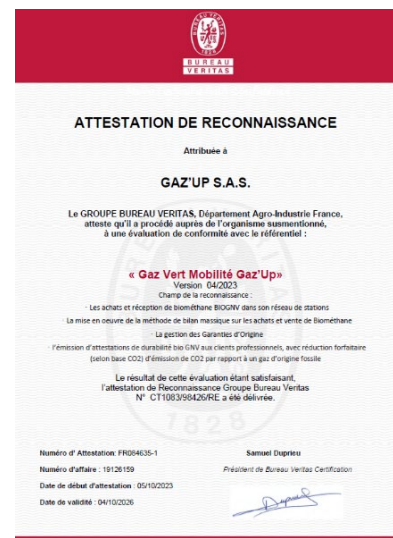 BUREAU
VERITAS
ATTESTATION DE RECONNAISSANCE
Attribuée à
GAZ'UP S.A.S.
Le GROUPE BUREAU VERITAS, Département Agro-Industrie France,
atteste qu'il a procédé auprès de l'organisme susmentionné,
à une évaluation de conformité avec le référentiel :
« Gaz Vert Mobilité Gaz'Up»
Version 04/2023
Champ de la reconnaissance :
- Les achats et réception de biométhane BIOGNV dans son réseau de stations
- La mise en oeuvre de la méthode de bilan massique sur les achats et vente de Biométhane
- La gestion des Garanties d'Origine
- l'émission d'attestations de durabilité bio GNV aux clients professionnels, avec réduction forfaitaire
(selon base CO2) d'émission de CO2 par rapport à un gaz d'origine fossile
Le résultat de cette évaluation étant satisfaisant,
l'attestation de Reconnaissance Groupe Bureau Veritas
N° CT1083/98426/RE a été délivrée.
1828
Numéro d'Attestation: FR084635-1
Samuel Duprieu
Numéro d'affaire : 19126159
Président de Bureau Veritas Certification
Date de début d'attestation : 05/10/2023
Date de validité : 04/10/2026